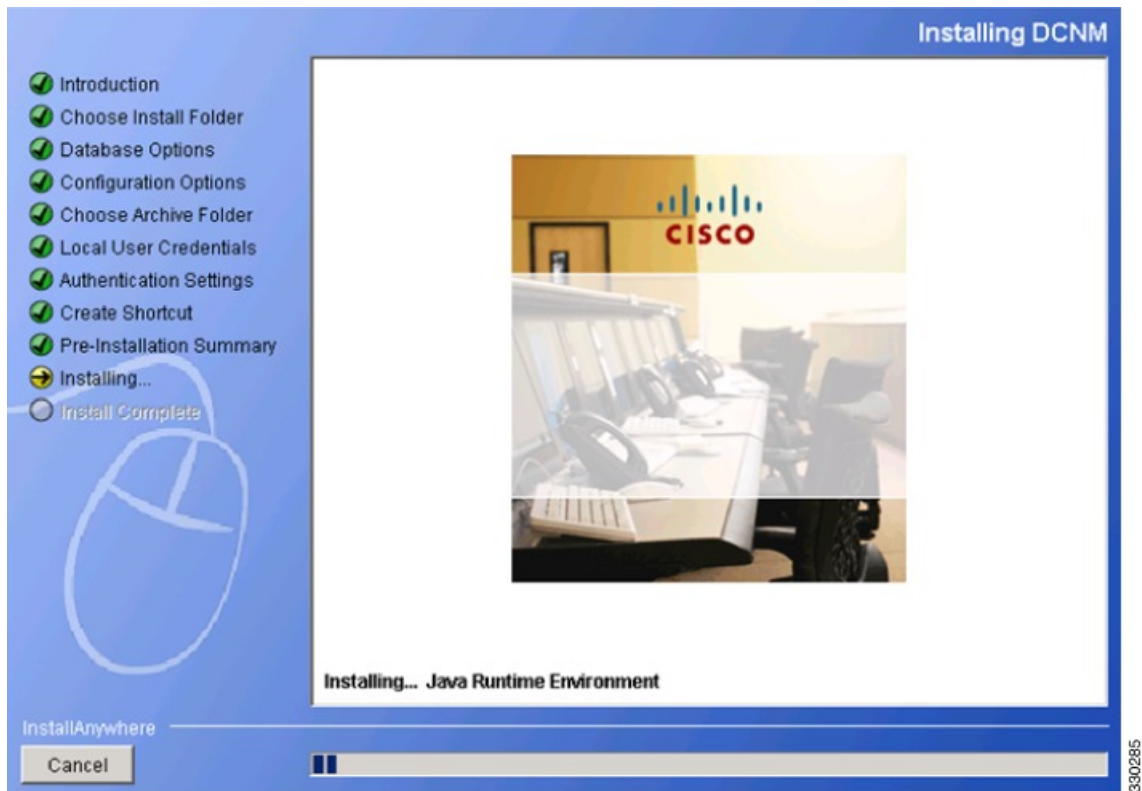 Installing DCNM
Introduction
Choose Install Folder
Database Options
Configuration Options
Choose Archive Folder
Local User Credentials
Authentication Settings
Create Shortcut
Pre-Installation Summary
Installing...
Install Complete
CISCO
Installing... Java Runtime Environment
InstallAnywhere
Cancel
330285